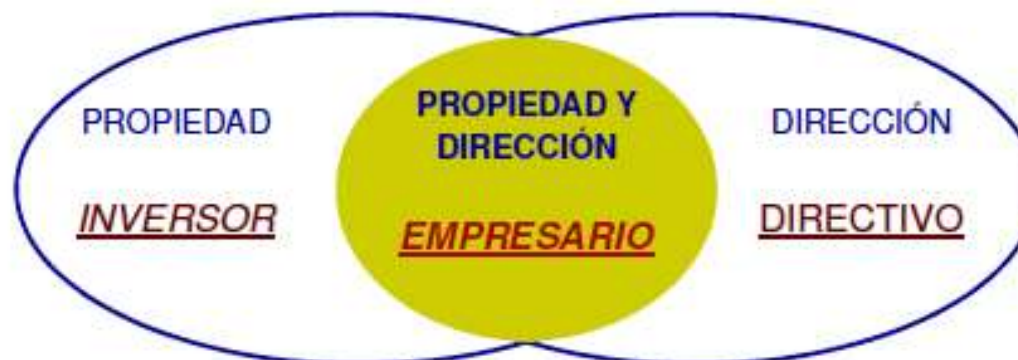 PROPIEDAD
INVERSOR
PROPIEDAD Y
DIRECCIÓN
EMPRESARIO
DIRECCIÓN
DIRECTIVO